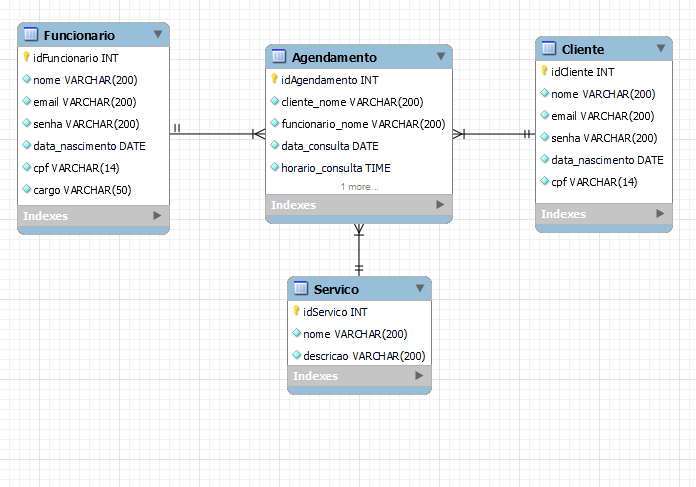 Funcionario
idFuncionario INT
nome VARCHAR(200)
email VARCHAR(200)
senha VARCHAR(200)
data_nascimento DATE
cpf VARCHAR(14)
cargo VARCHAR(50)
Indexes
Agendamento
idAgendamento INT
cliente_nome VARCHAR(200)
funcionario_nome VARCHAR(200)
data_consulta DATE
horario_consulta TIME
1 more...
Indexes
Cliente
idCliente INT
nome VARCHAR(200)
email VARCHAR(200)
senha VARCHAR(200)
data_nascimento DATE
cpf VARCHAR(14)
Indexes
Servico
idServico INT
nome VARCHAR(200)
descricao VARCHAR(200)
Indexes